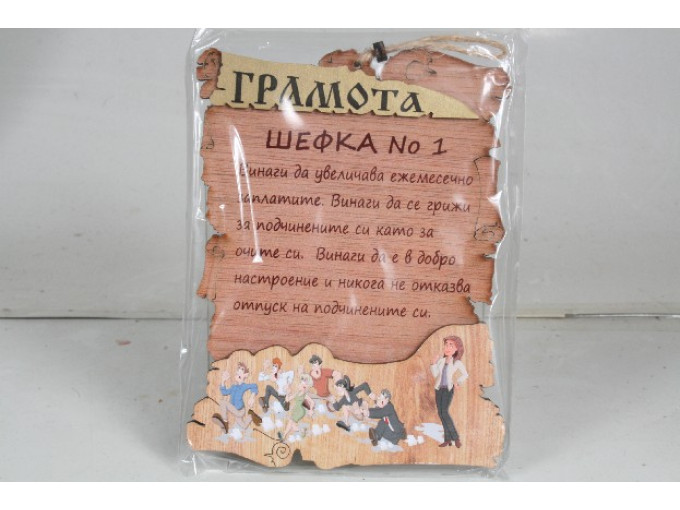 ГРАМОТА
ШЕФКА No 1
Винаги да увеличава ежемесечно
заплатите. Винаги да се грижи
за подчинените си като за
очите си. Винаги да е в добро
настроение и никога не отказва
отпуск на подчинените си.